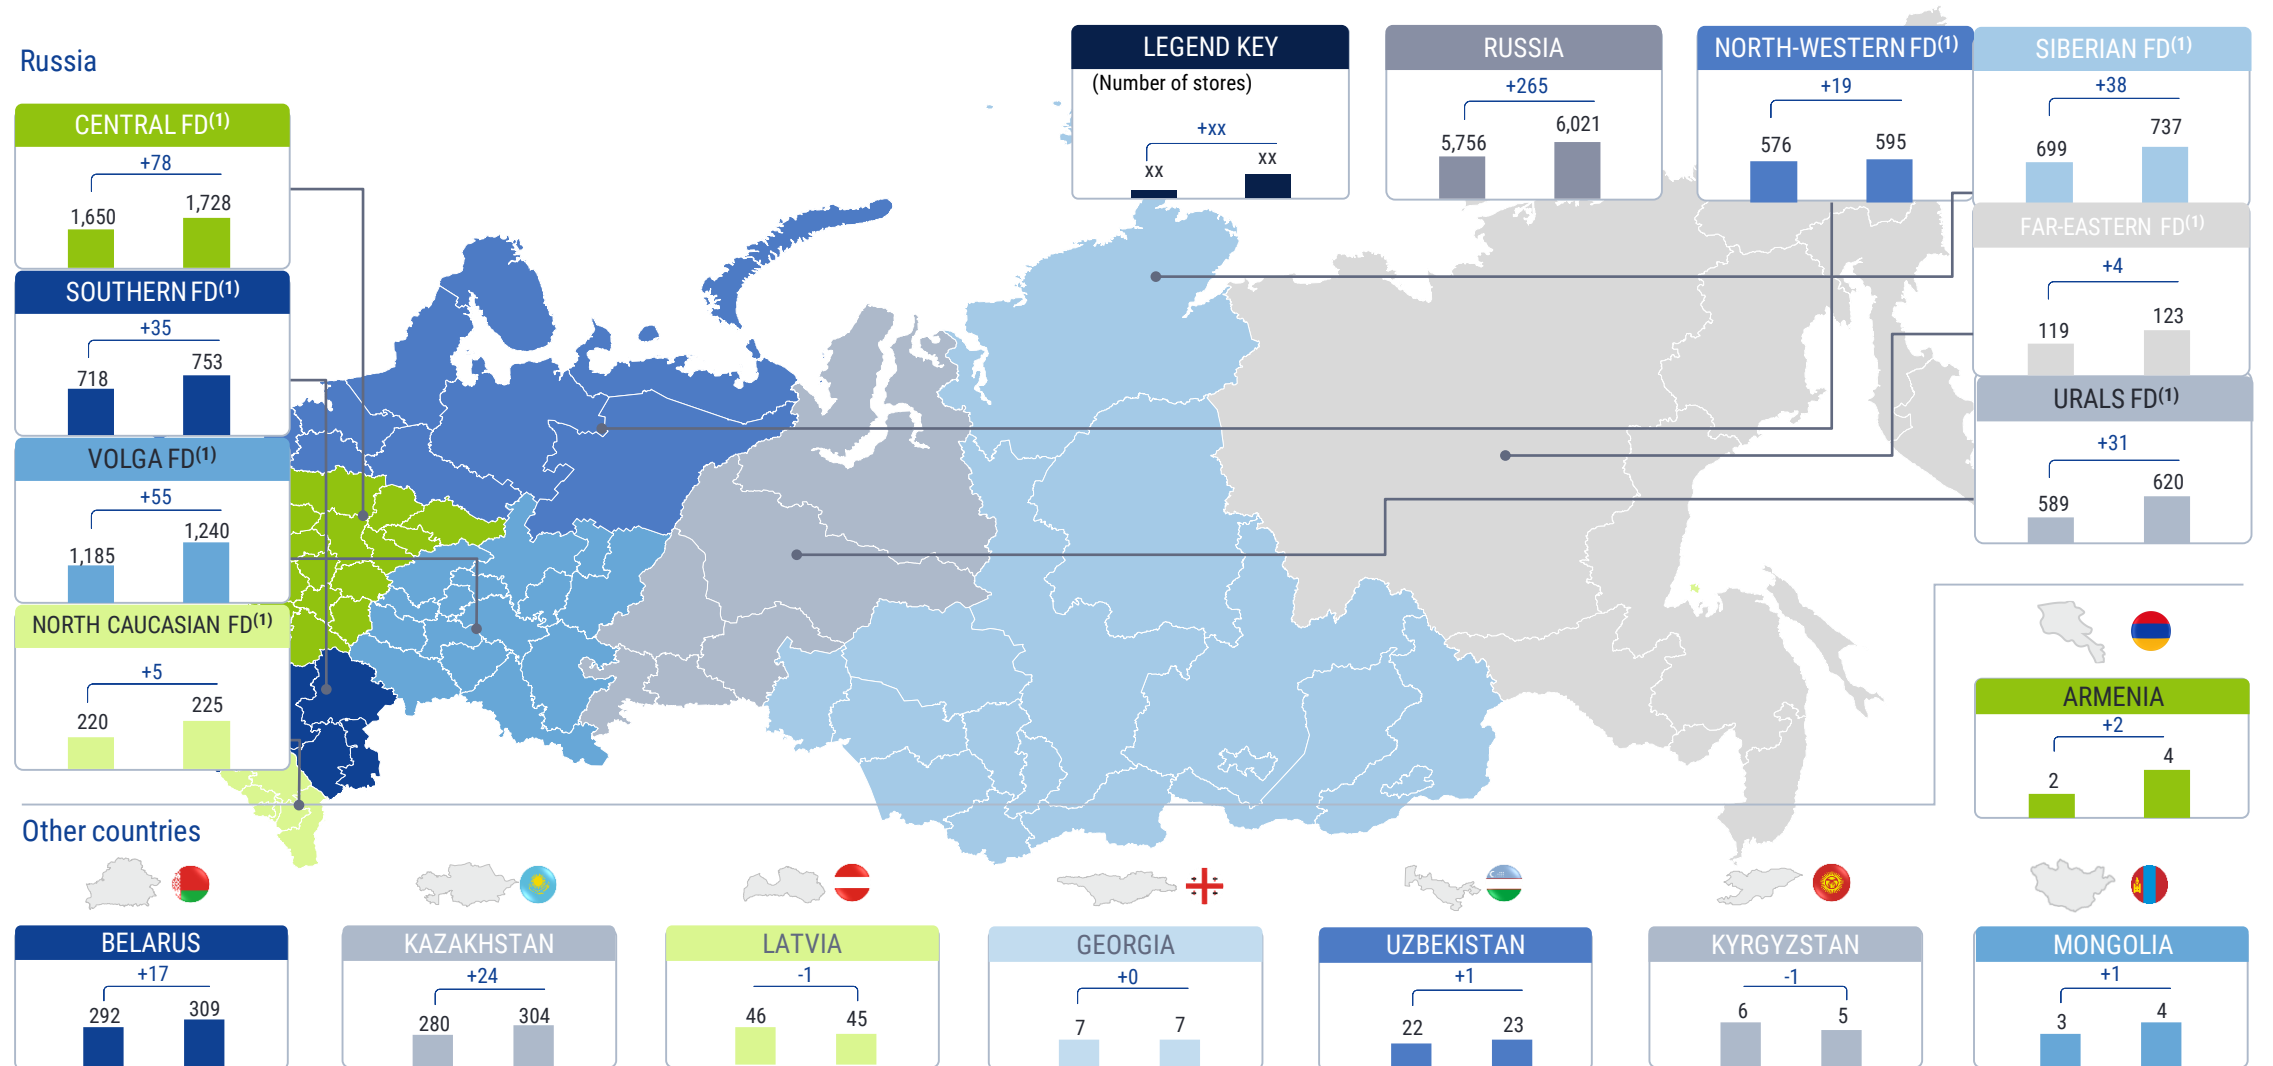 Russia
LEGEND KEY
(Number of stores)
+xx
xx
xx
RUSSIA
+265
5,756
6,021
NORTH-WESTERN FD(1)
+19
576
595
SIBERIAN FD(1)
+38
699
737
CENTRAL FD(1)
+78
1,650
1,728
FAR-EASTERN FD(1)
+4
119
123
SOUTHERN FD(1)
+35
718
753
URALS FD(1)
+31
589
620
VOLGA FD(1)
+55
1,185
1,240
NORTH CAUCASIAN FD(1)
+5
220
225
ARMENIA
+2
2
4
Other countries
BELARUS
+17
292
309
KAZAKHSTAN
+24
280
304
LATVIA
-1
46
45
GEORGIA
+0
7
7
UZBEKISTAN
+1
22
23
KYRGYZSTAN
-1
6
5
MONGOLIA
+1
3
4